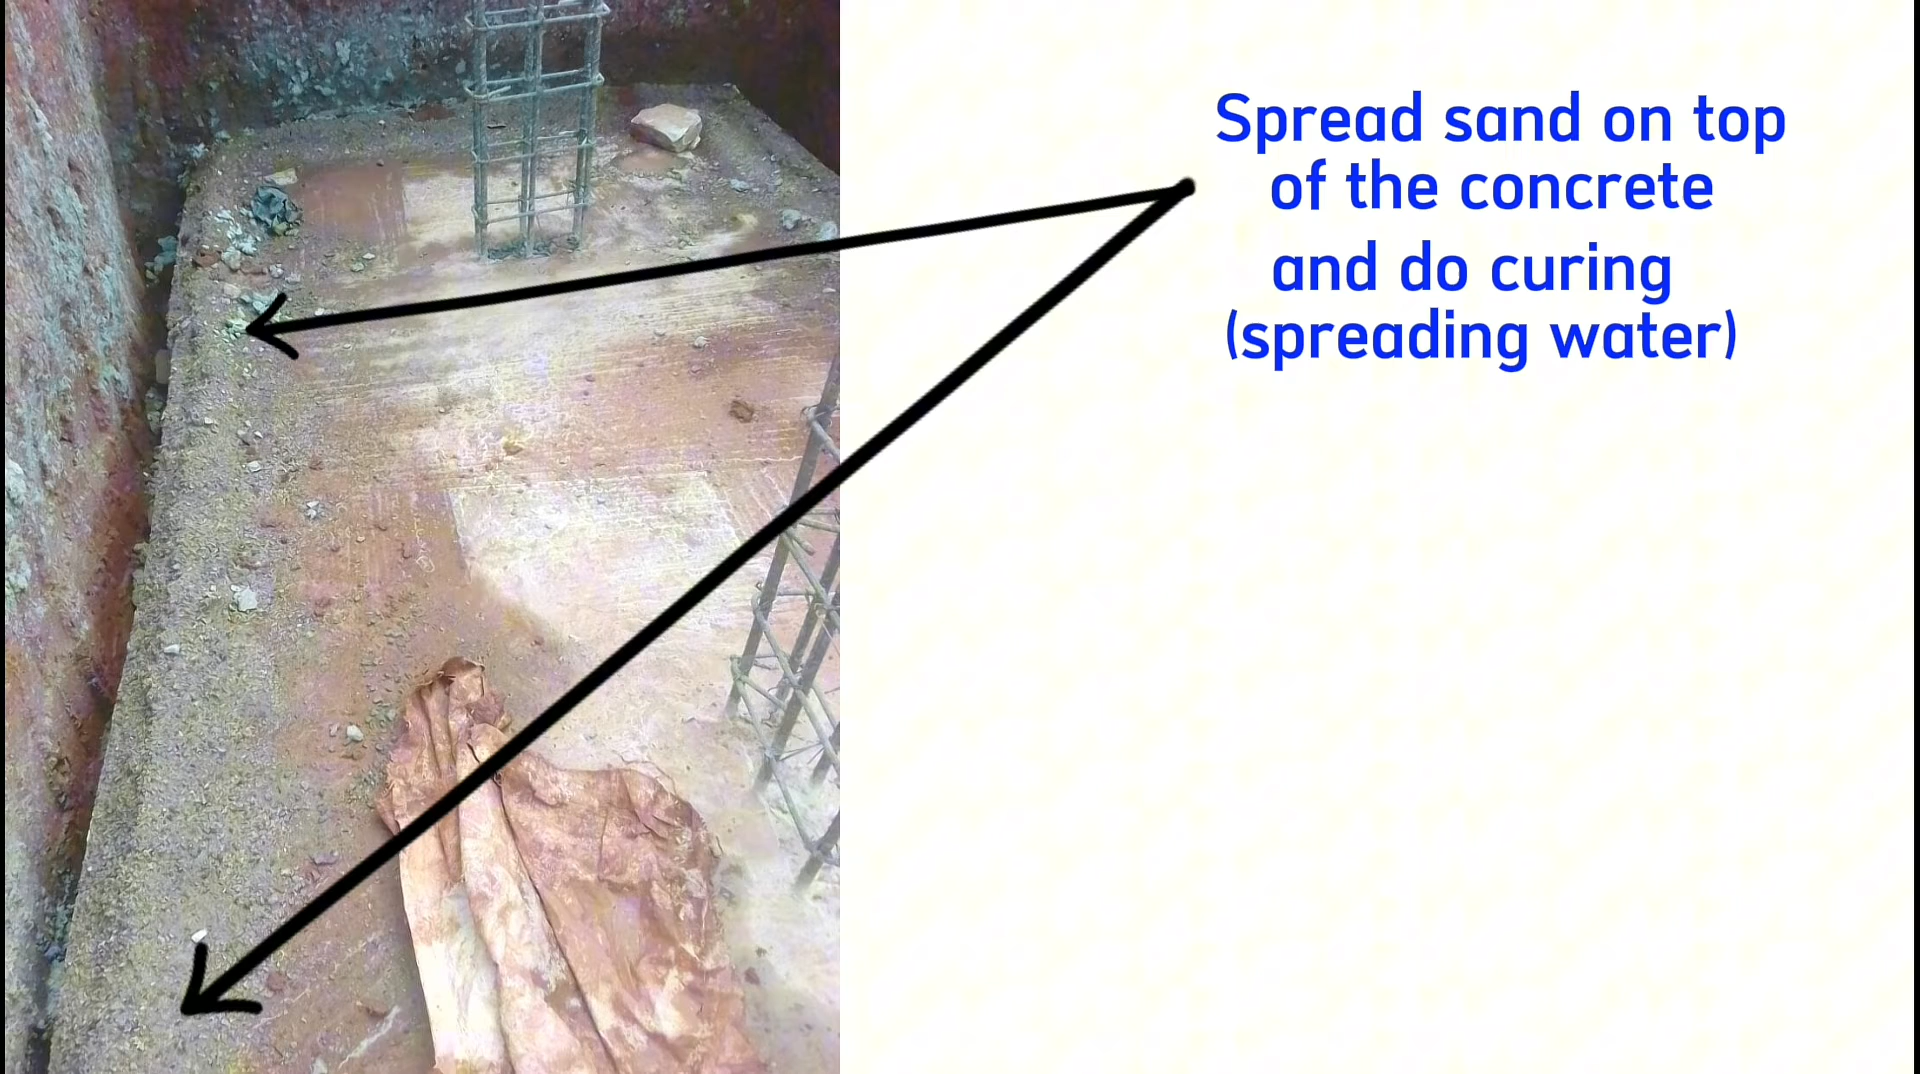 Spread sand on top
of the concrete
and do curing
(spreading water)